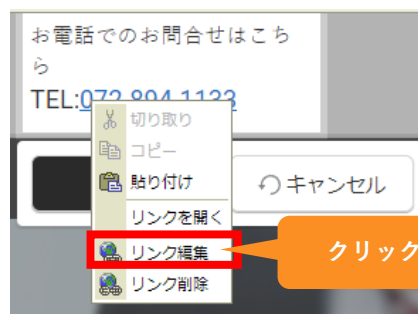 お電話でのお問合せはこち
ら
TEL:072 894 1133
切り取り
コピー
貼り付け
キャンセル
リンクを開く
リンク編集
クリック
リンク削除